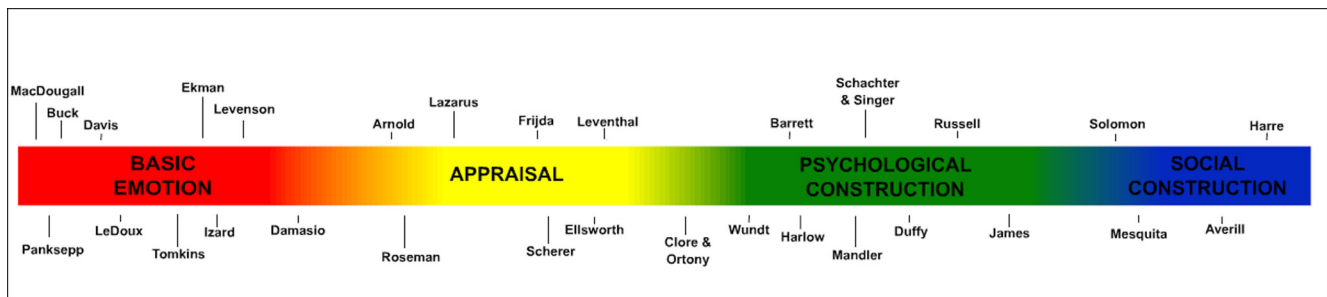 MacDougall
Buck
Davis
Ekman
Levenson
Arnold
Lazarus
Frijda
Leventhal
Barrett
Schachter
& Singer
Russell
Solomon
Harre
BASIC
EMOTION
APPRAISAL
PSYCHOLOGICAL
CONSTRUCTION
SOCIAL
CONSTRUCTION
Panksepp
LeDoux
Tomkins
Izard
Damasio
Roseman
Scherer
Ellsworth
Clore &
Ortony
Wundt
Harlow
Mandler
Duffy
James
Mesquita
Averill